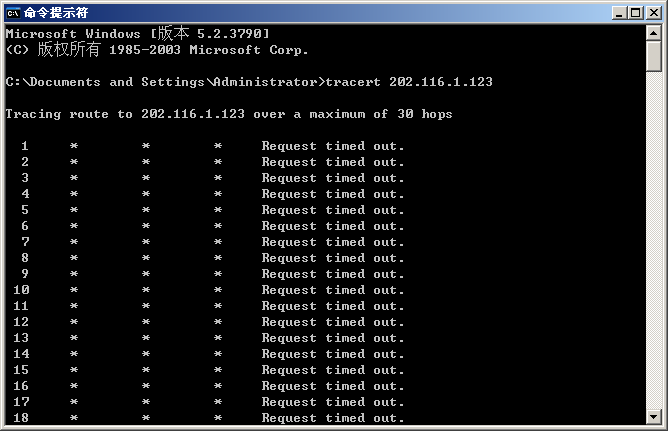 命令提示符
Microsoft Windows [版本 5.2.3790]
(C) 版权所有 1985-2003 Microsoft Corp.
C:\Documents and Settings\Administrator>tracert 202.116.1.123
Tracing route to 202.116.1.123 over a maximum of 30 hops
1 * * * Request timed out.
2 * * * Request timed out.
3 * * * Request timed out.
4 * * * Request timed out.
5 * * * Request timed out.
6 * * * Request timed out.
7 * * * Request timed out.
8 * * * Request timed out.
9 * * * Request timed out.
10 * * * Request timed out.
11 * * * Request timed out.
12 * * * Request timed out.
13 * * * Request timed out.
14 * * * Request timed out.
15 * * * Request timed out.
16 * * * Request timed out.
17 * * * Request timed out.
18 * * * Request timed out.